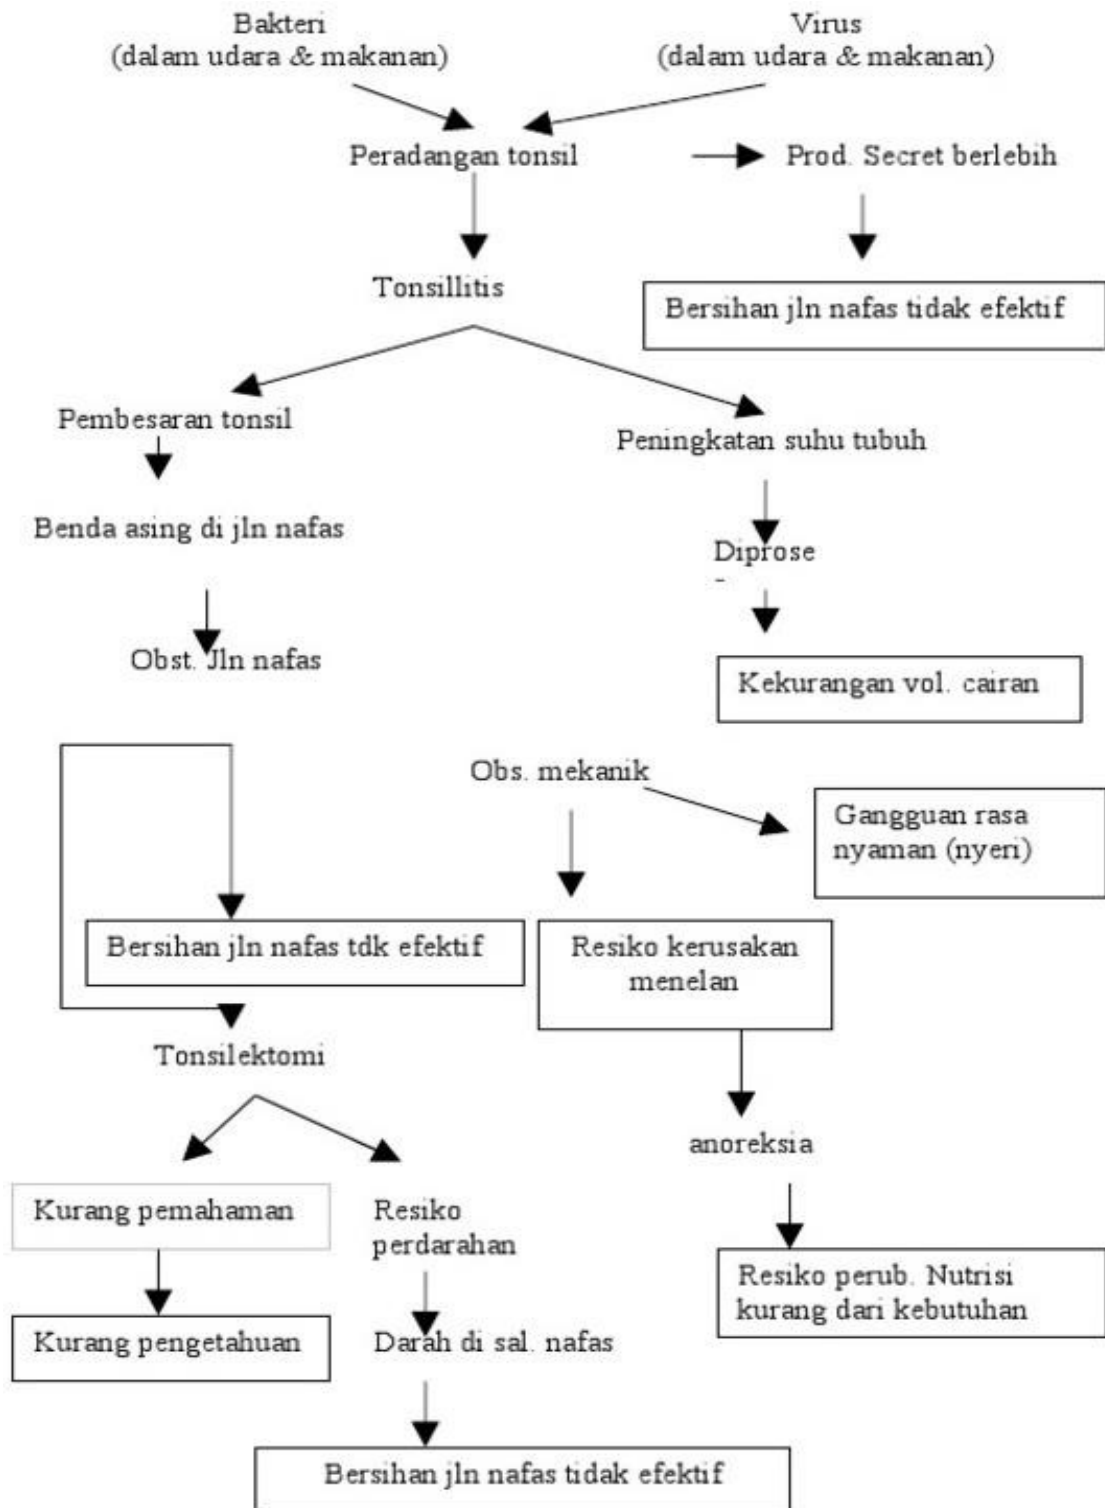 Bakteri
(dalam udara & makanan)
Virus
(dalam udara & makanan)
Peradangan tonsil
Prod. Secret berlebih
Tonsillitis
Bersihan jln nafas tidak efektif
Pembesaran tonsil
Peningkatan suhu tubuh
Benda asing di jln nafas
Diprose
Obst. Jln nafas
Kekurangan vol. cairan
Obs. mekanik
Gangguan rasa
nyaman (nyeri)
Bersihan jln nafas tdk efektif
Resiko kerusakan
menelan
Tonsilektomi
anoreksia
Kurang pemahaman
Resiko
perdarahan
Resiko perub. Nutrisi
kurang dari kebutuhan
Kurang pengetahuan
Darah di sal. nafas
Bersihan jln nafas tidak efektif